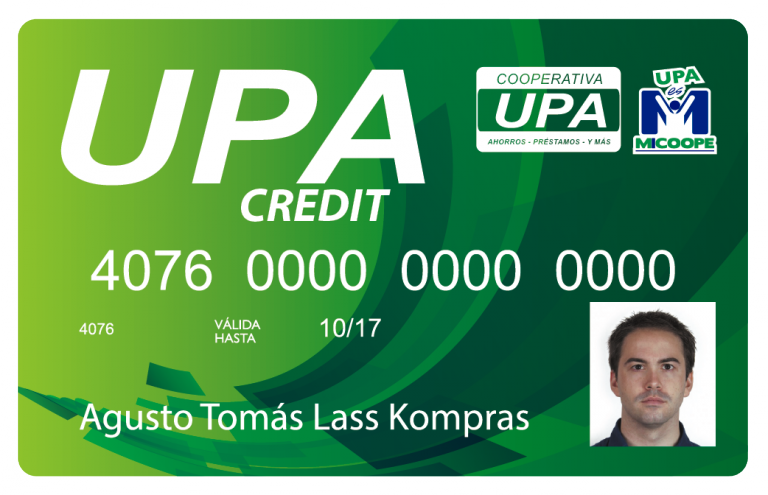 UPA
CREDIT
COOPERATIVA
UPA
AHORROS - PRÉSTAMOS - Y MÁS
UPA
es
MICOOPE
4076 0000 0000 0000
4076
VÁLIDA
HASTA
10/17
Agusto Tomás Lass Kompras